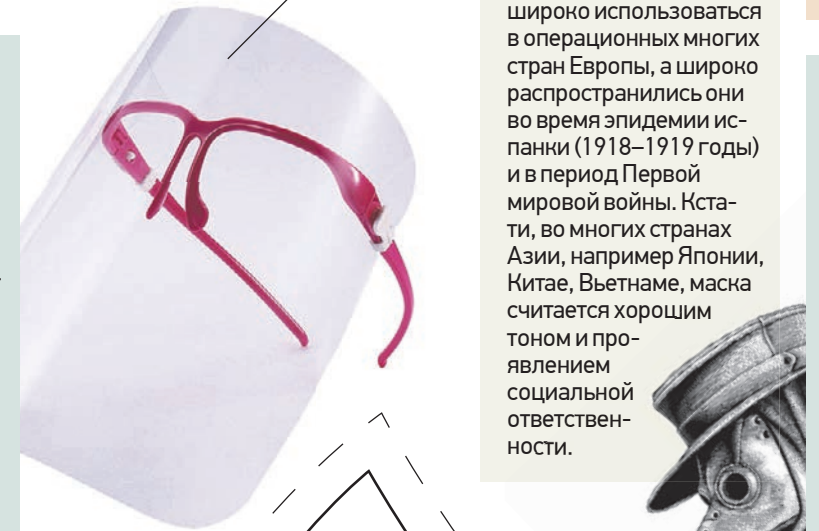 широко использоваться
в операционных многих
стран Европы, а широко
распространились они
во время эпидемии ис-
панки (1918–1919 годы)
и в период Первой
мировой войны. Кста-
ти, во многих странах
Азии, например Японии,
Китае, Вьетнаме, маска
считается хорошим
тоном и про-
явлением
социальной
ответствен-
ности.